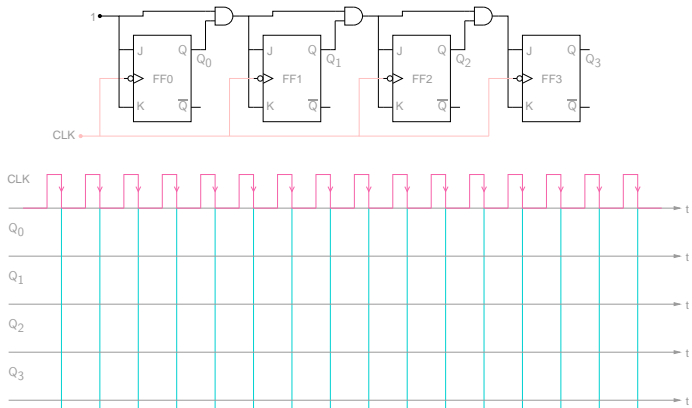 1
J Q J Q J Q J Q
Q₀ Q₁ Q₂ Q₃
FF0 FF1 FF2 FF3
K Q̅ K Q̅ K Q̅ K Q̅
CLK
CLK
t
Q₀
t
Q₁
t
Q₂
t
Q₃
t